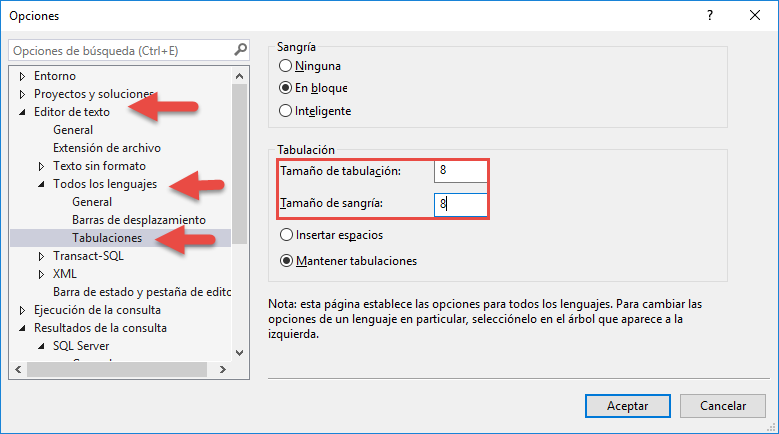 Opciones
?
Opciones de búsqueda (Ctrl+E)
Entorno
Proyectos y soluciones
Editor de texto
General
Extensión de archivo
Texto sin formato
Todos los lenguajes
General
Barras de desplazamiento
Tabulaciones
Transact-SQL
XML
Barra de estado y pestaña de edito
Ejecución de la consulta
Resultados de la consulta
SQL Server
Sangría
Ninguna
En bloque
Inteligente
Tabulación
Tamaño de tabulación: 8
Tamaño de sangría: 8
Insertar espacios
Mantener tabulaciones
Nota: esta página establece las opciones para todos los lenguajes. Para cambiar las
opciones de un lenguaje en particular, selecciónelo en el árbol que aparece a la
izquierda.
Aceptar
Cancelar